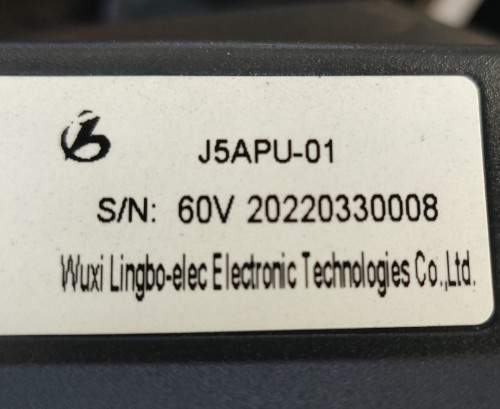 J5APU-01
S/N: 60V 20220330008
Wuxi Lingbo-elec Electronic Technologies Co.,Ltd.